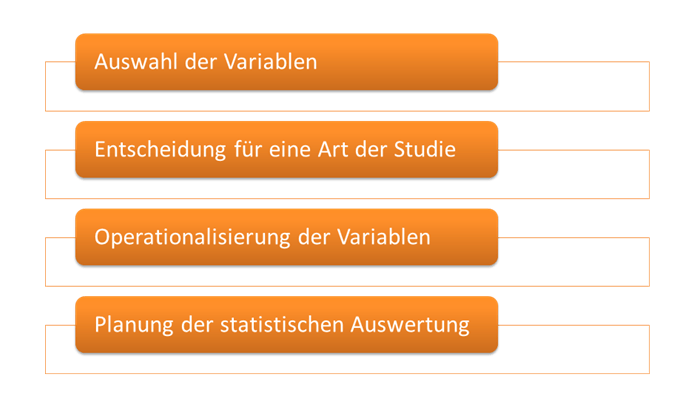 Auswahl der Variablen
Entscheidung für eine Art der Studie
Operationalisierung der Variablen
Planung der statistischen Auswertung